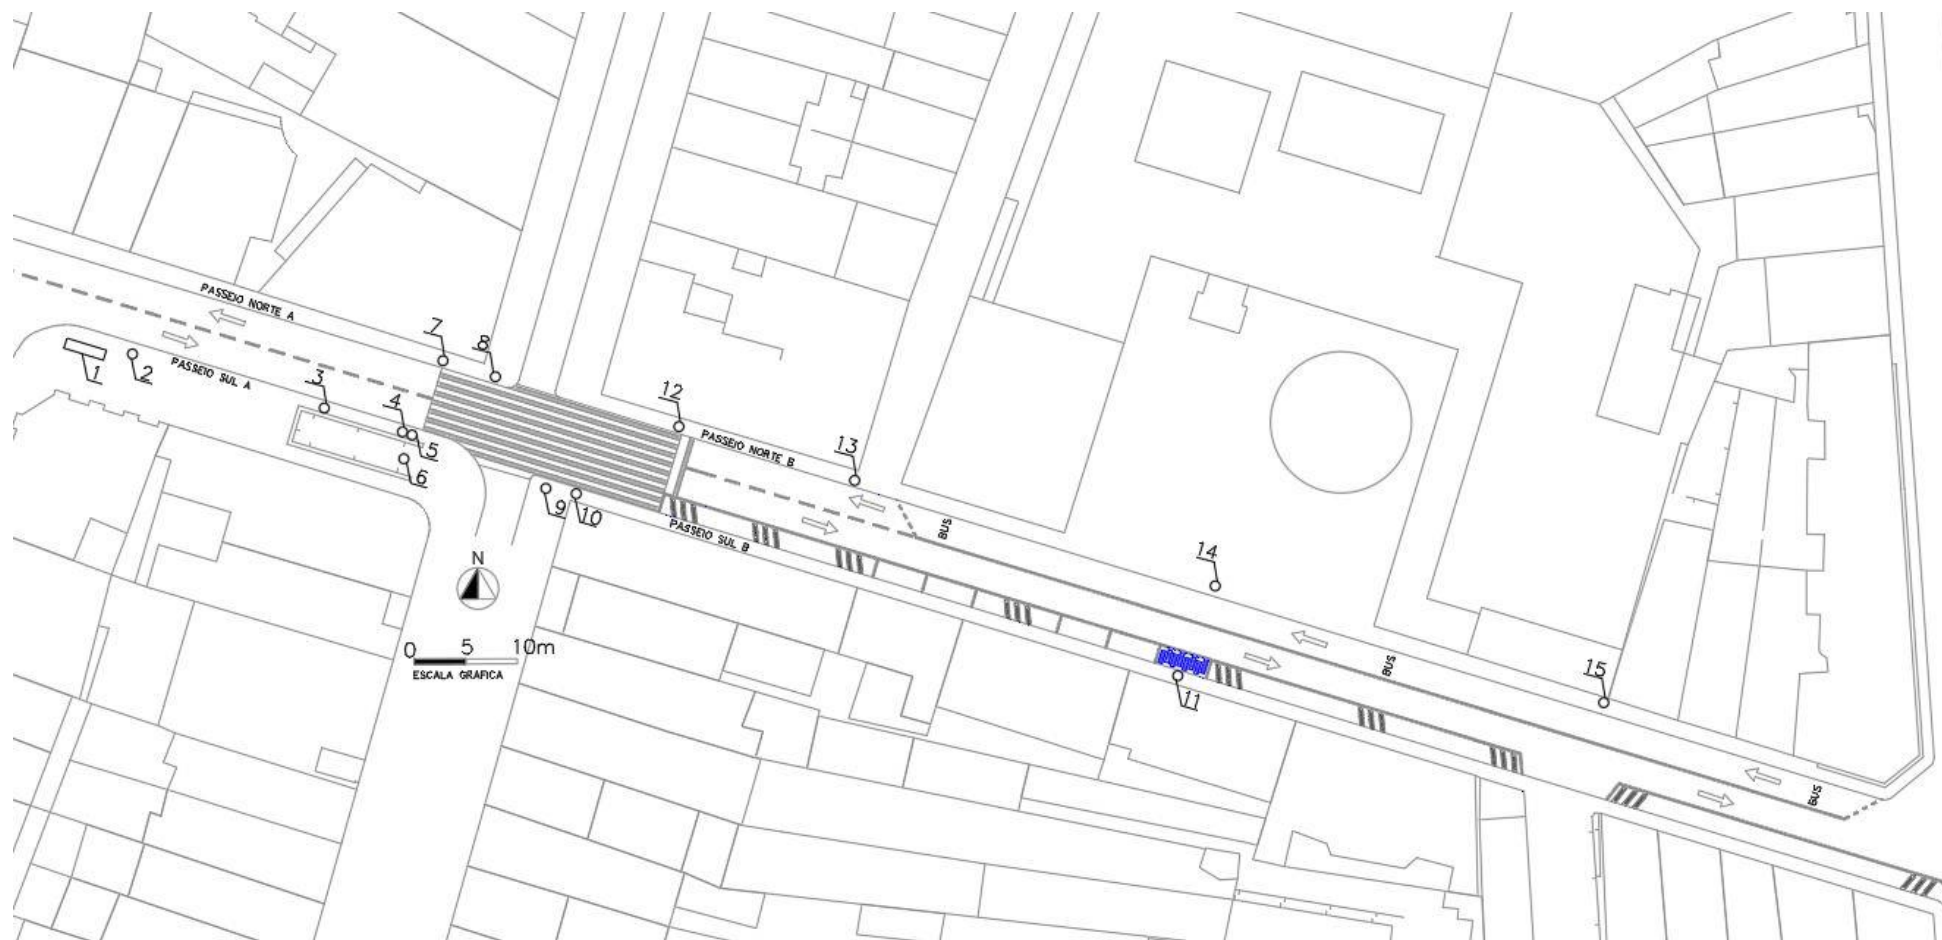 PASSEIO NORTE A
7
8
1
2
PASSEIO SUL A
3
4
5
6
12
PASSEIO NORTE B
13
9
10
PASSEIO SUL B
BUS
14
N
0 5 10m
ESCALA GRAFICA
11
BUS
15
BUS